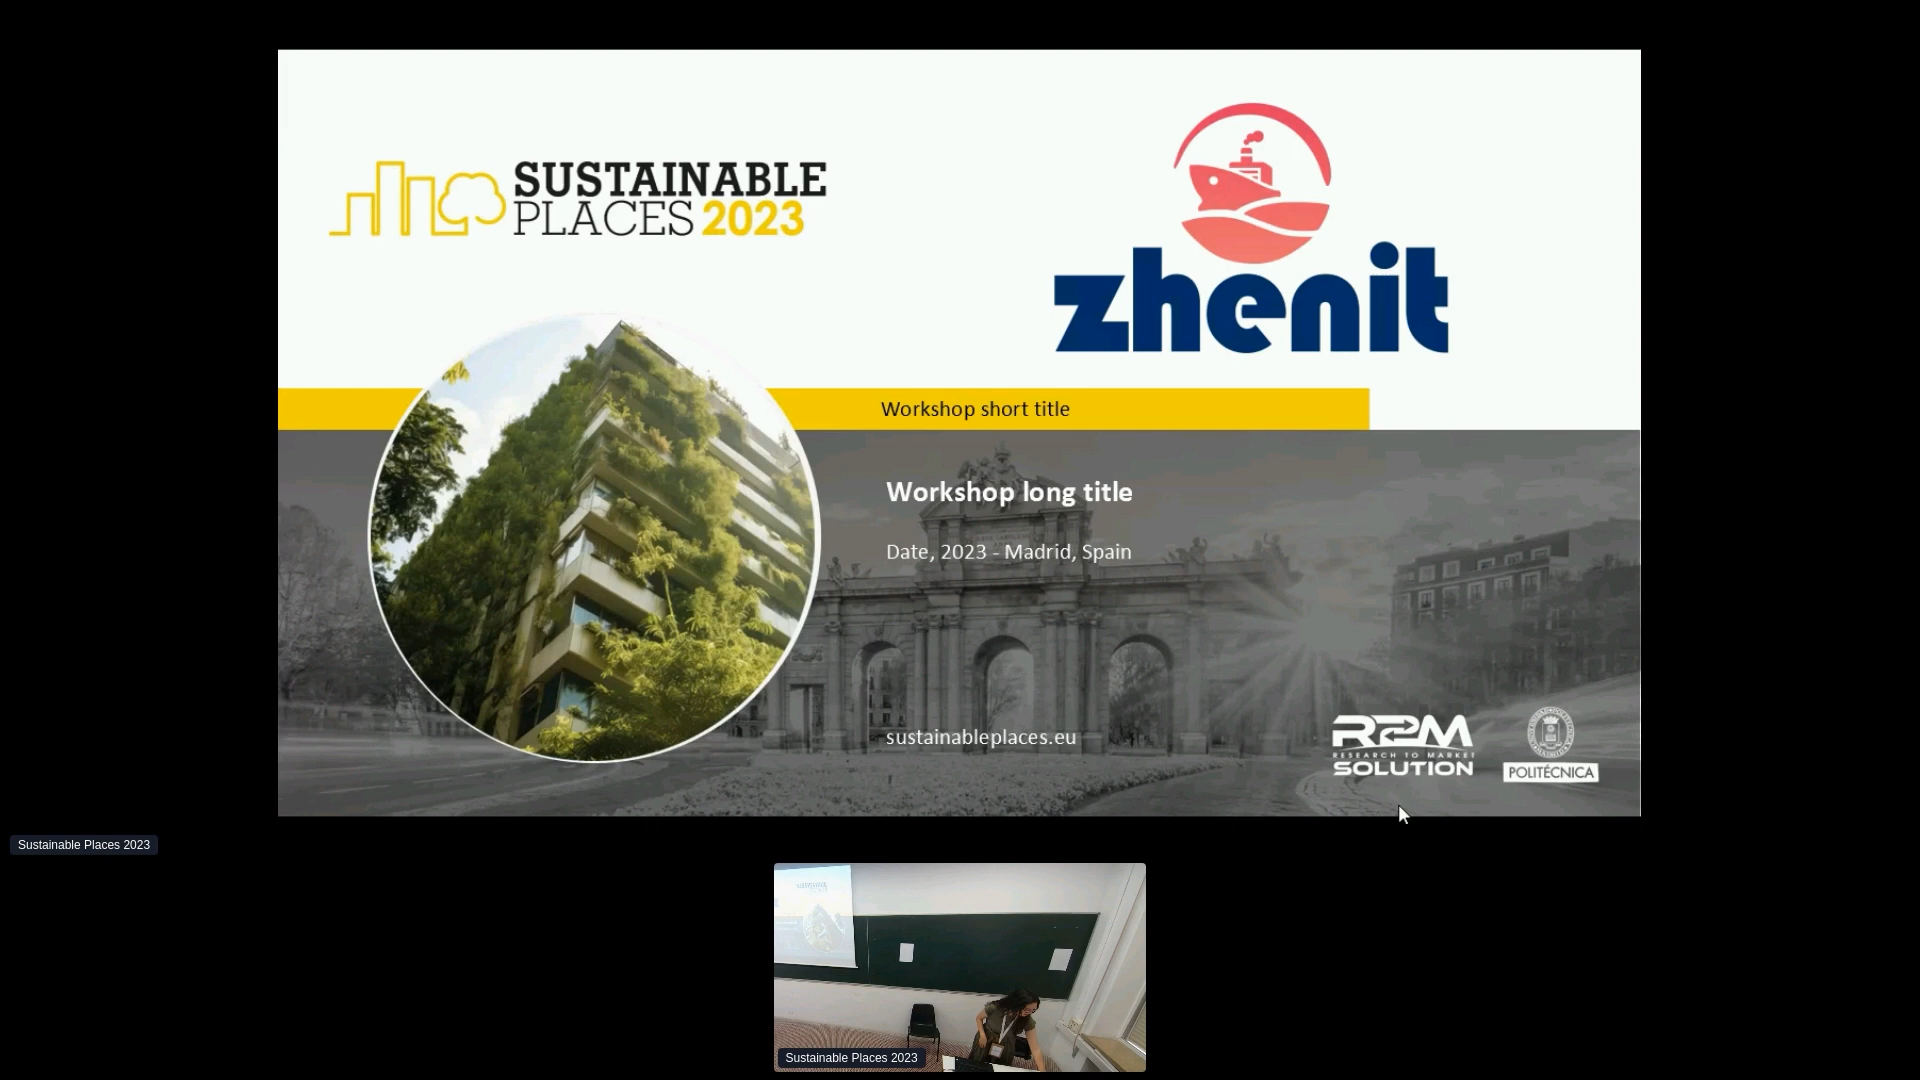 SUSTAINABLE
PLACES 2023
zhenit
Workshop short title
Workshop long title
Date, 2023 - Madrid, Spain
sustainableplaces.eu
R2M
RESEARCH TO MARKET
SOLUTION
POLITÉCNICA
Sustainable Places 2023
Sustainable Places 2023